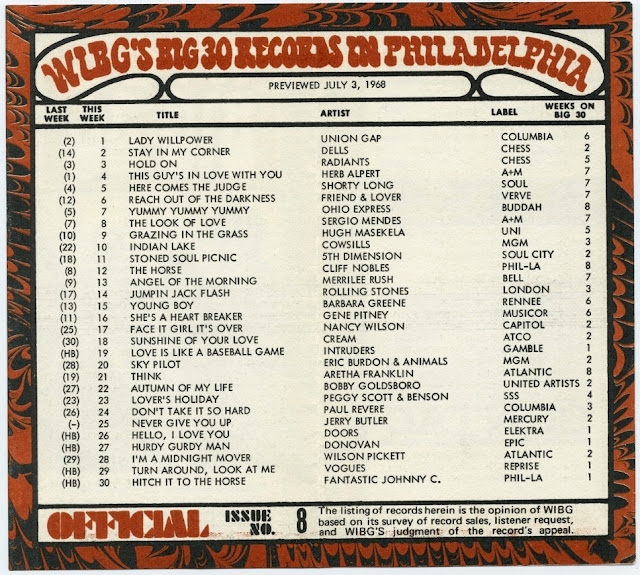 WIBG'S BIG 30 RECORDS IN PHILADELPHIA
PREVIEWED JULY 3, 1968
LAST WEEK THIS WEEK TITLE ARTIST LABEL WEEKS ON BIG 30
(2) 1 LADY WILLPOWER UNION GAP COLUMBIA 6
(14) 2 STAY IN MY CORNER DELLS CHESS 2
(3) 3 HOLD ON RADIANTS CHESS 5
(1) 4 THIS GUY'S IN LOVE WITH YOU HERB ALPERT A+M 7
(4) 5 HERE COMES THE JUDGE SHORTY LONG SOUL 7
(12) 6 REACH OUT OF THE DARKNESS FRIEND & LOVER VERVE 7
(5) 7 YUMMY YUMMY YUMMY OHIO EXPRESS BUDDAH 8
(7) 8 THE LOOK OF LOVE SERGIO MENDES A+M 7
(10) 9 GRAZING IN THE GRASS HUGH MASEKELA UNI 5
(22) 10 INDIAN LAKE COWSILLS MGM 3
(18) 11 STONED SOUL PICNIC 5TH DIMENSION SOUL CITY 2
(8) 12 THE HORSE CLIFF NOBLES PHIL-LA 8
(9) 13 ANGEL OF THE MORNING MERRILEE RUSH BELL 7
(17) 14 JUMPIN JACK FLASH ROLLING STONES LONDON 3
(13) 15 YOUNG BOY BARBARA GREENE RENNEE 6
(11) 16 SHE'S A HEART BREAKER GENE PITNEY MUSICOR 6
(25) 17 FACE IT GIRL IT'S OVER NANCY WILSON CAPITOL 2
(30) 18 SUNSHINE OF YOUR LOVE CREAM ATCO 2
(HB) 19 LOVE IS LIKE A BASEBALL GAME INTRUDERS GAMBLE 1
(28) 20 SKY PILOT ERIC BURDON & ANIMALS MGM 2
(19) 21 THINK ARETHA FRANKLIN ATLANTIC 8
(27) 22 AUTUMN OF MY LIFE BOBBY GOLDSBORO UNITED ARTISTS 2
(23) 23 LOVER'S HOLIDAY PEGGY SCOTT & BENSON SSS 4
(26) 24 DON'T TAKE IT SO HARD PAUL REVERE COLUMBIA 3
(–) 25 NEVER GIVE YOU UP JERRY BUTLER MERCURY 2
(HB) 26 HELLO, I LOVE YOU DOORS ELEKTRA 1
(HB) 27 HURDY GURDY MAN DONOVAN EPIC 1
(29) 28 I'M A MIDNIGHT MOVER WILSON PICKETT ATLANTIC 2
(HB) 29 TURN AROUND, LOOK AT ME VOGUES REPRISE 1
(HB) 30 HITCH IT TO THE HORSE FANTASTIC JOHNNY C. PHIL-LA 1
OFFICIAL ISSUE NO. 8
The listing of records herein is the opinion of WIBG
based on its survey of record sales, listener request,
and WIBG'S judgment of the record's appeal.